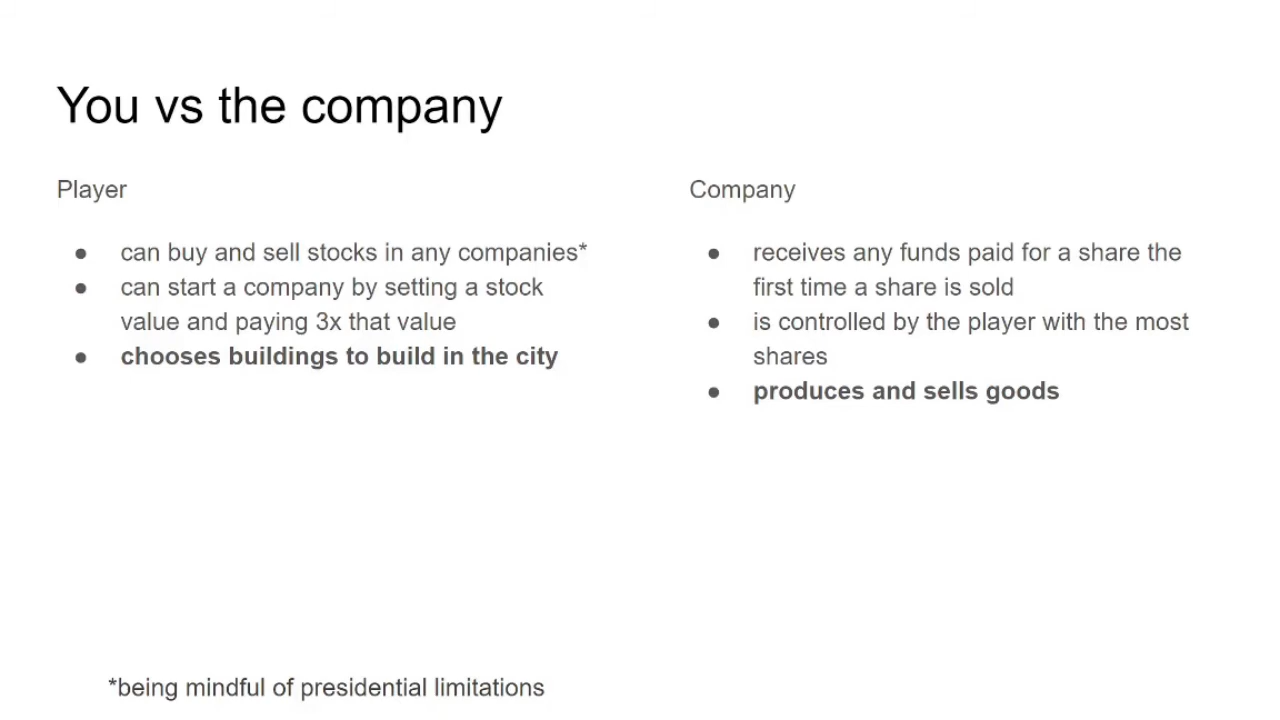 You vs the company
Player
● can buy and sell stocks in any companies*
● can start a company by setting a stock
value and paying 3x that value
● chooses buildings to build in the city
Company
● receives any funds paid for a share the
first time a share is sold
● is controlled by the player with the most
shares
● produces and sells goods
*being mindful of presidential limitations